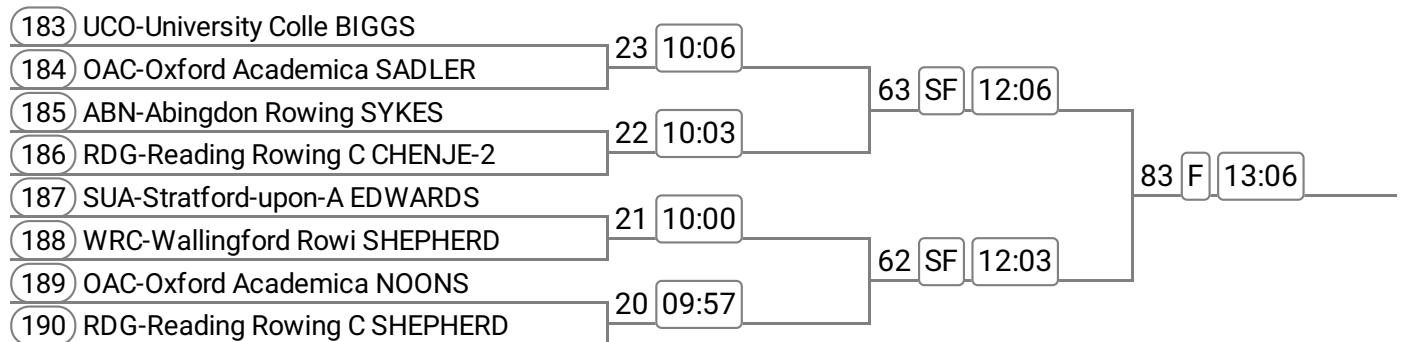 183 UCO-University Colle BIGGS
23 10:06
184 OAC-Oxford Academica SADLER
63 SF 12:06
185 ABN-Abingdon Rowing SYKES
22 10:03
186 RDG-Reading Rowing C CHENJE-2
83 F 13:06
187 SUA-Stratford-upon-A EDWARDS
21 10:00
188 WRC-Wallingford Rowi SHEPHERD
62 SF 12:03
189 OAC-Oxford Academica NOONS
20 09:57
190 RDG-Reading Rowing C SHEPHERD